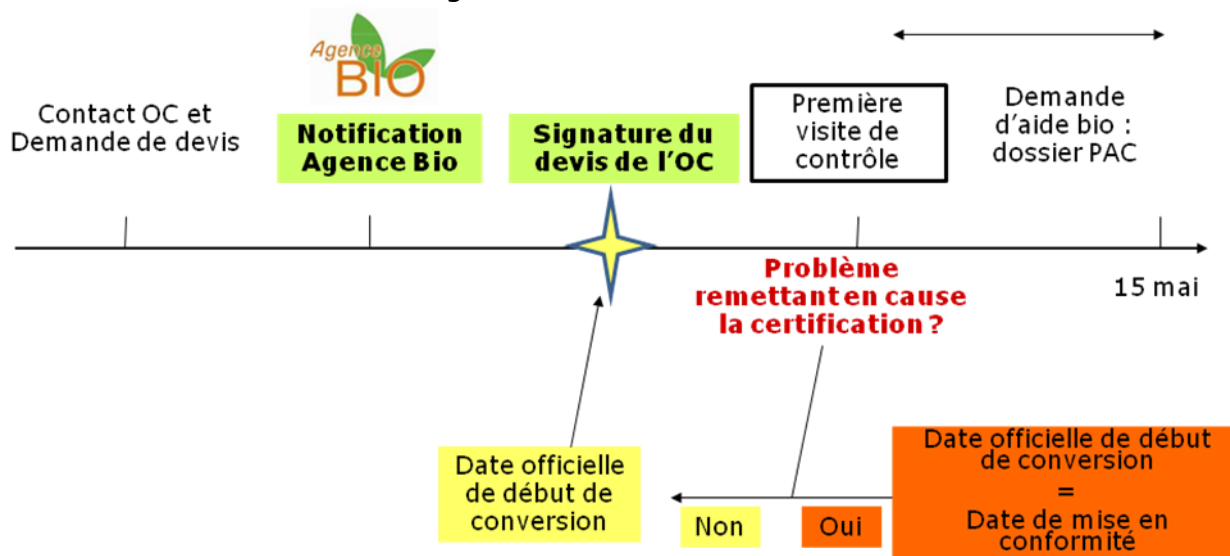 Agence
BIO
Contact OC et
Demande de devis
Notification
Agence Bio
Signature du
devis de l'OC
Première
visite de
contrôle
Demande
d'aide bio :
dossier PAC
15 mai
Problème
remettant en cause
la certification ?
Date officielle
de début de
conversion
Non
Oui
Date officielle de début
de conversion
=
Date de mise en
conformité